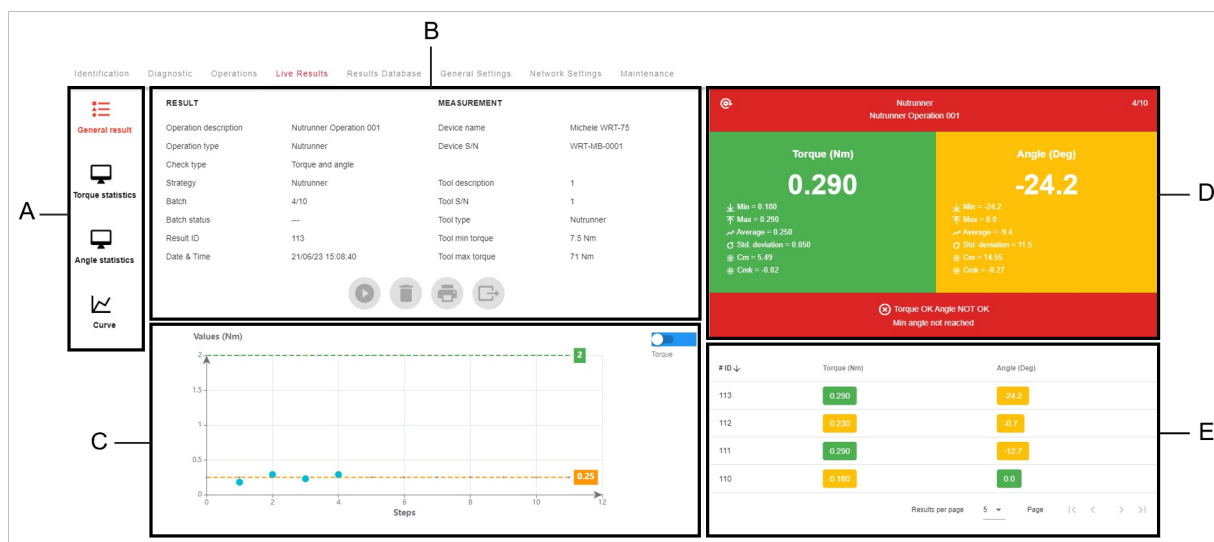 B
Identification Diagnostic Operations Live Results Results Database General Settings Network Settings Maintenance
A
General result
Torque statistics
Angle statistics
Curve
RESULT MEASUREMENT
Operation description Nutrunner Operation 001 Device name Michele WRT-75
Operation type Nutrunner Device S/N WRT-MB-0001
Check type Torque and angle
Strategy Nutrunner Tool description 1
Batch 4/10 Tool S/N 1
Batch status --- Tool type Nutrunner
Result ID 113 Tool min torque 7.5 Nm
Date & Time 21/06/23 15:08:40 Tool max torque 71 Nm
C
Values (Nm)
Torque
2
2
1.5
1
0.5
0.25
0
0 2 4 6 8 10 12
Steps
D
Nutrunner 4/10
Nutrunner Operation 001
Torque (Nm)
0.290
Min = 0.180
Max = 0.290
Average = 0.250
Std. deviation = 0.050
Cm = 5.49
Cmk = -0.02
Angle (Deg)
-24.2
Min = -24.2
Max = 0.0
Average = -9.4
Std. deviation = 11.5
Cm = 14.55
Cmk = -0.27
Torque OK Angle NOT OK
Min angle not reached
E
# ID Torque (Nm) Angle (Deg)
113 0.290 -24.2
112 0.230 -0.7
111 0.290 -12.7
110 0.180 0.0
Results per page 5 Page